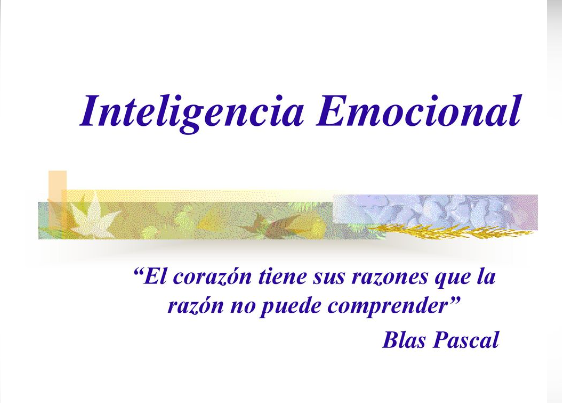 Inteligencia Emocional
“El corazón tiene sus razones que la
razón no puede comprender”
Blas Pascal